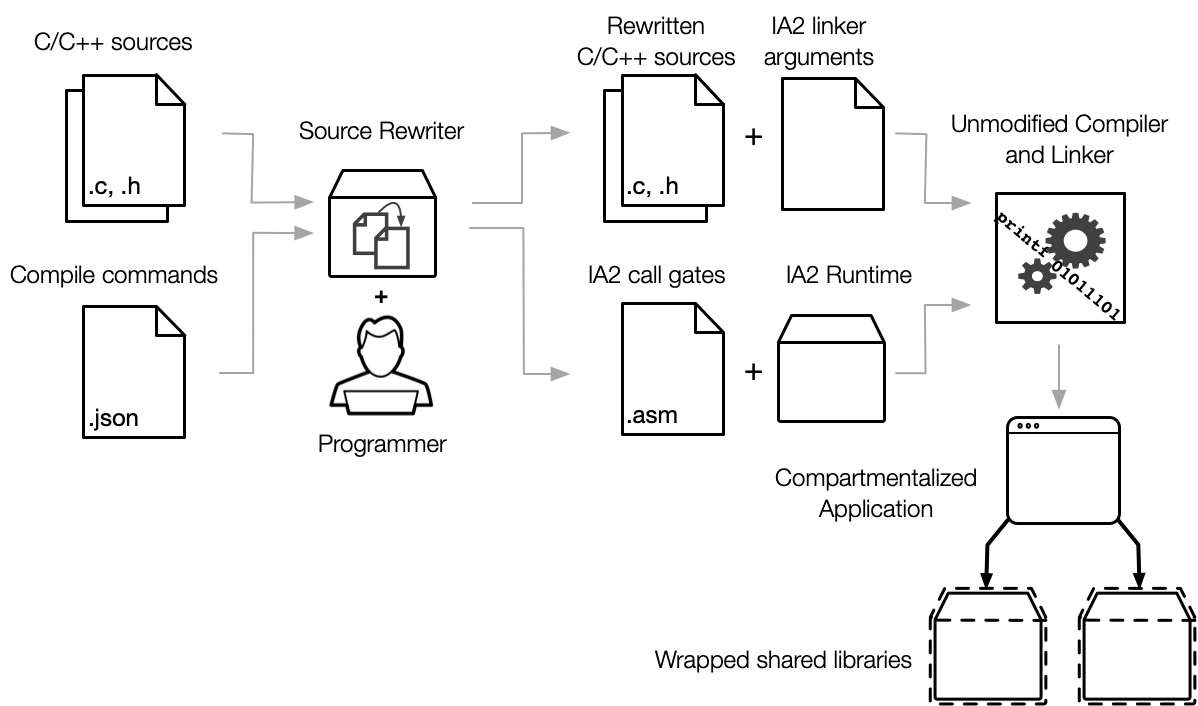 C/C++ sources
.c, .h
Compile commands
.json
Source Rewriter
+
Programmer
Rewritten
C/C++ sources
.c, .h
+
IA2 linker
arguments
IA2 call gates
.asm
+
IA2 Runtime
Unmodified Compiler
and Linker
printf 01011101
Compartmentalized
Application
Wrapped shared libraries